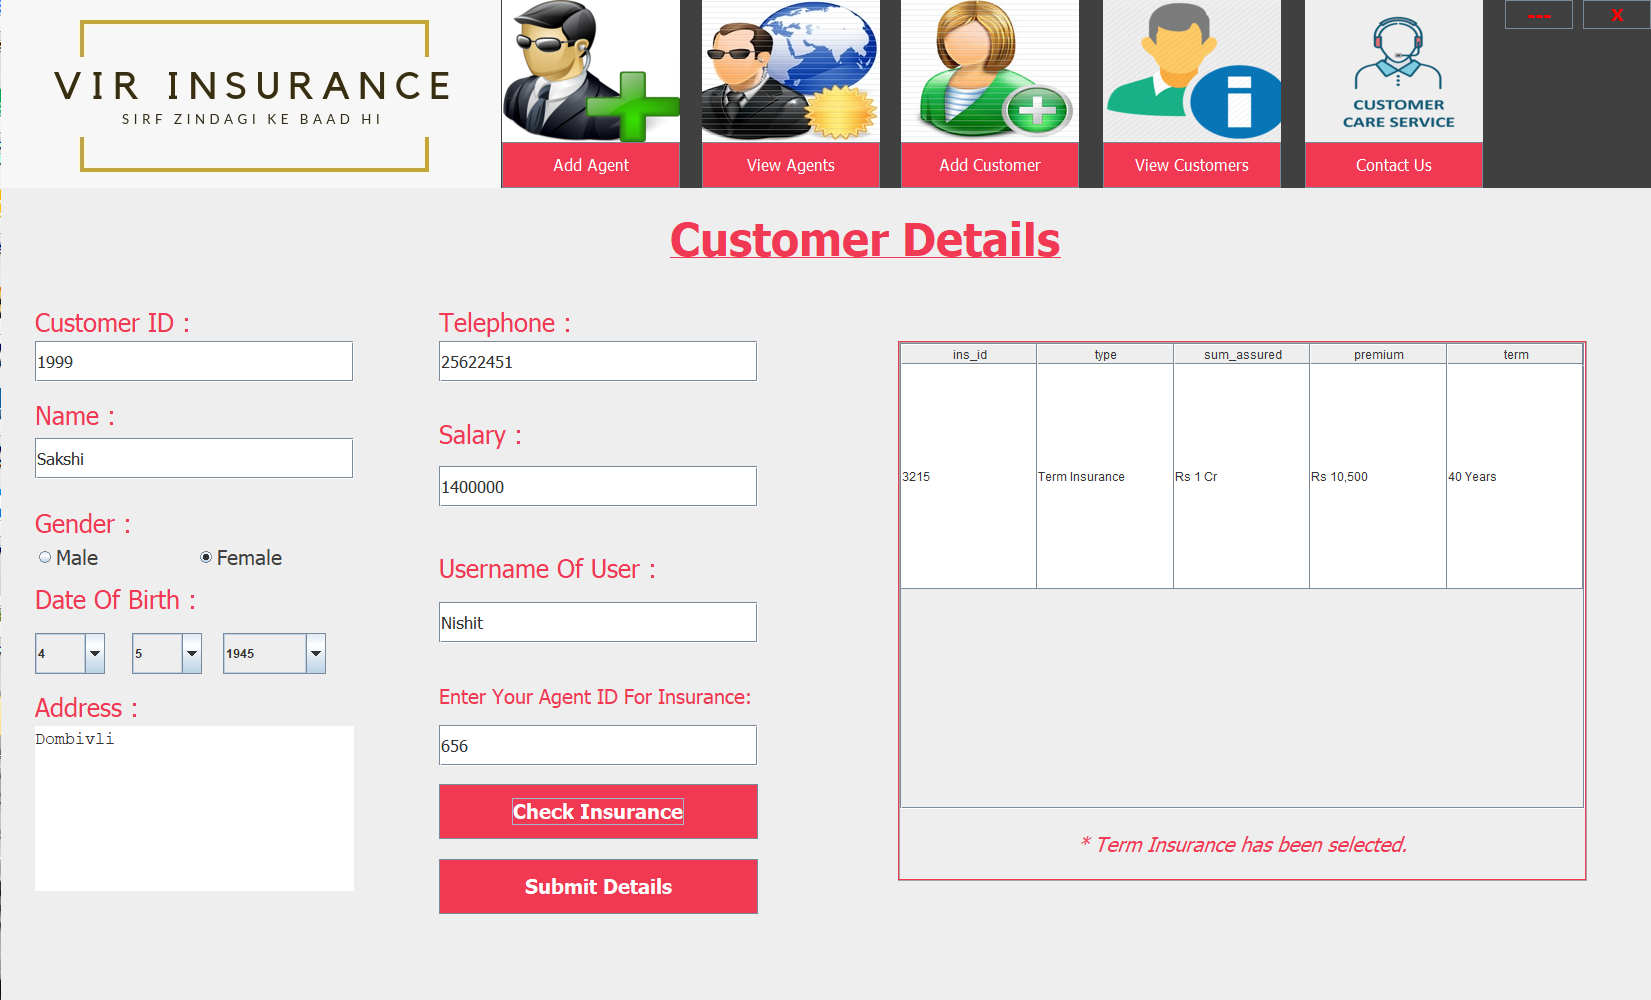 VIR INSURANCE
SIRF ZINDAGI KE BAAD HI
CUSTOMER
CARE SERVICE
Add Agent
View Agents
Add Customer
View Customers
Contact Us
---
X
Customer Details
Customer ID :
1999
Name :
Sakshi
Gender :
Male Female
Date Of Birth :
4 5 1945
Address :
Dombivli
Telephone :
25622451
Salary :
1400000
Username Of User :
Nishit
Enter Your Agent ID For Insurance:
656
Check Insurance
Submit Details
ins_id type sum_assured premium term
3215 Term Insurance Rs 1 Cr Rs 10,500 40 Years
* Term Insurance has been selected.